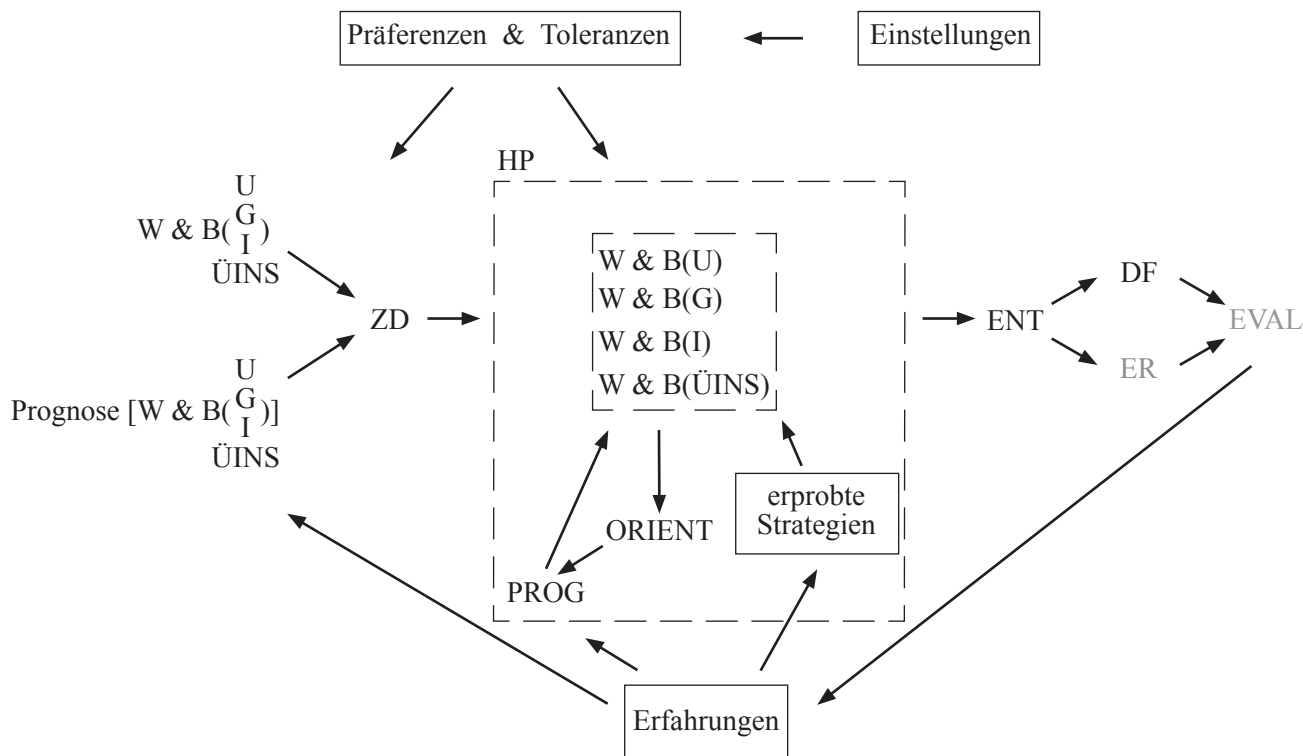 Präferenzen & Toleranzen
Einstellungen
HP
U
G
W & B( )
I
ÜINS
W & B(U)
W & B(G)
W & B(I)
W & B(ÜINS)
ZD
ENT
DF
EVAL
ER
U
G
Prognose [W & B( )]
I
ÜINS
erprobte
Strategien
ORIENT
PROG
Erfahrungen